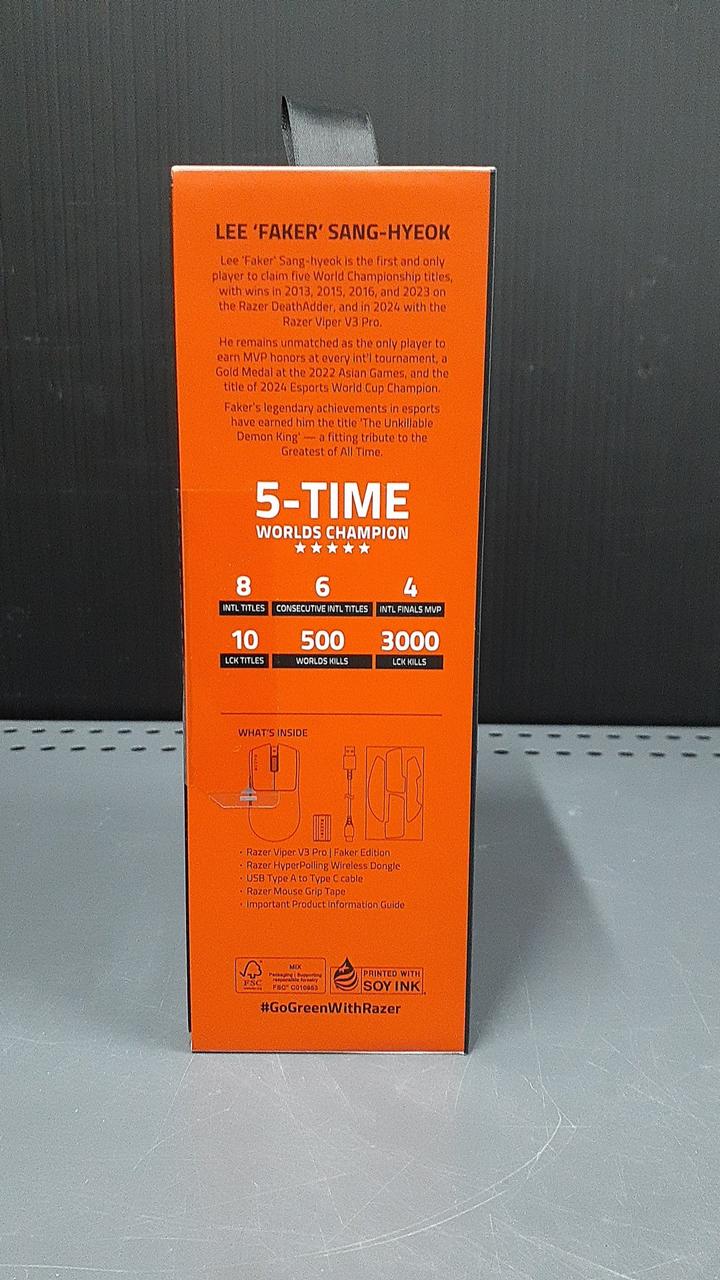 LEE 'FAKER' SANG-HYEOK
Lee 'Faker' Sang-hyeok is the first and only
player to claim five World Championship titles,
with wins in 2013, 2015, 2016, and 2023 on
the Razer DeathAdder, and in 2024 with the
Razer Viper V3 Pro.
He remains unmatched as the only player to
earn MVP honors at every int'l tournament, a
Gold Medal at the 2022 Asian Games, and the
title of 2024 Esports World Cup Champion.
Faker's legendary achievements in esports
have earned him the title 'The Unkillable
Demon King' — a fitting tribute to the
Greatest of All Time.
5-TIME
WORLDS CHAMPION
8 6 4
INTL TITLES CONSECUTIVE INTL TITLES INTL FINALS MVP
10 500 3000
LCK TITLES WORLDS KILLS LCK KILLS
WHAT'S INSIDE
RAZER
· Razer Viper V3 Pro | Faker Edition
· Razer HyperPolling Wireless Dongle
· USB Type A to Type C cable
· Razer Mouse Grip Tape
· Important Product Information Guide
FSC
MIX
Packaging | Supporting
responsible forestry
FSC® C010953
PRINTED WITH
SOY INK
#GoGreenWithRazer